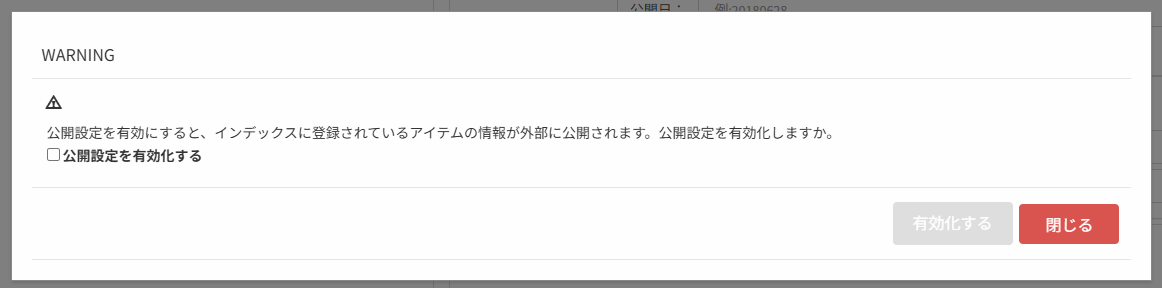 公開日：
例:20180628
WARNING
公開設定を有効にすると、インデックスに登録されているアイテムの情報が外部に公開されます。公開設定を有効化しますか。
公開設定を有効化する
有効化する
閉じる